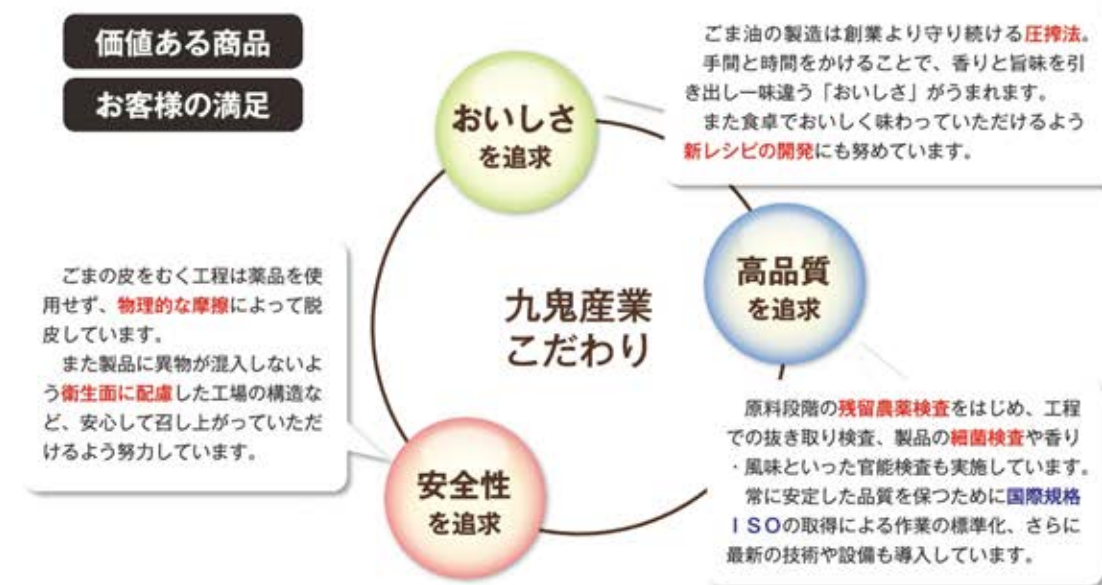 価値ある商品
お客様の満足
おいしさ
を追求
ごま油の製造は創業より守り続ける圧搾法。
手間と時間をかけることで、香りと旨味を引
き出し一味違う「おいしさ」がうまれます。
また食卓でおいしく味わっていただけるよう
新レシピの開発にも努めています。
高品質
を追求
九鬼産業
こだわり
ごまの皮をむく工程は薬品を使
用せず、物理的な摩擦によって脱
皮しています。
また製品に異物が混入しないよ
う衛生面に配慮した工場の構造な
ど、安心して召し上がっていただ
けるよう努力しています。
安全性
を追求
原料段階の残留農薬検査をはじめ、工程
での抜き取り検査、製品の細菌検査や香り
・風味といった官能検査も実施しています。
常に安定した品質を保つために国際規格
ＩＳＯの取得による作業の標準化、さらに
最新の技術や設備も導入しています。